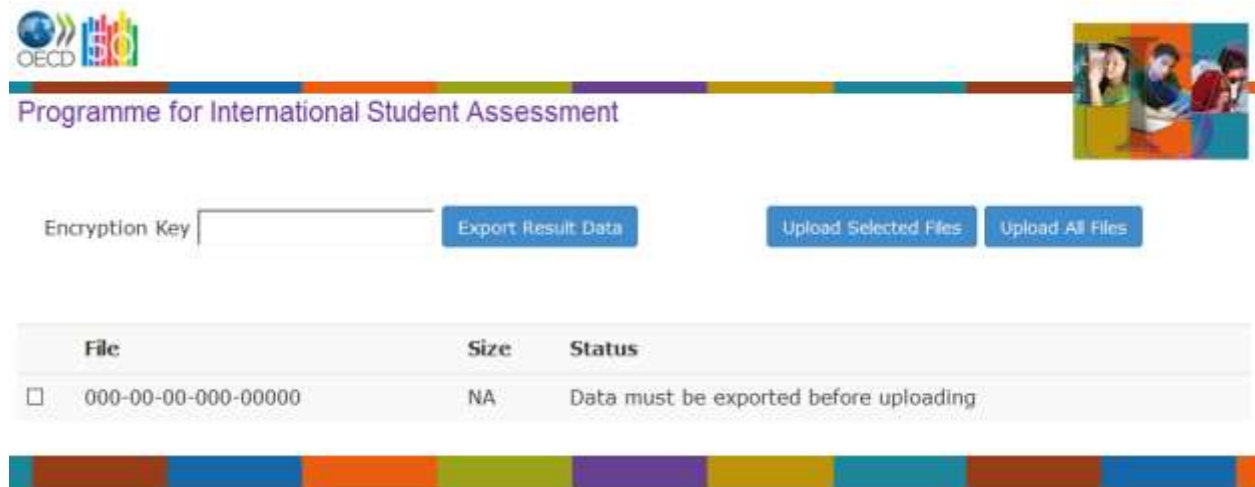 OECD
Programme for International Student Assessment
Encryption Key Export Result Data Upload Selected Files Upload All Files
File Size Status
000-00-00-000-00000 NA Data must be exported before uploading